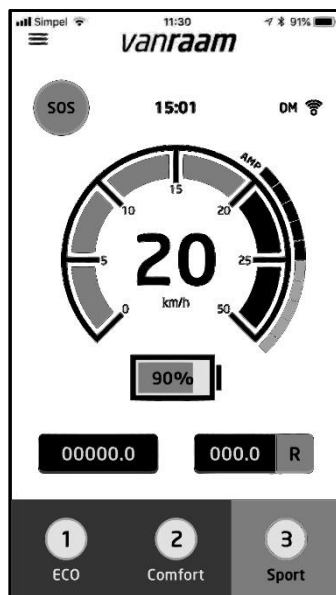 Simpel 11:30 91%
vanraam
SOS 15:01 DM
AMP
15
10 20
20
5 25
km/h
0 50
90%
00000.0 000.0 R
1 2 3
ECO Comfort Sport